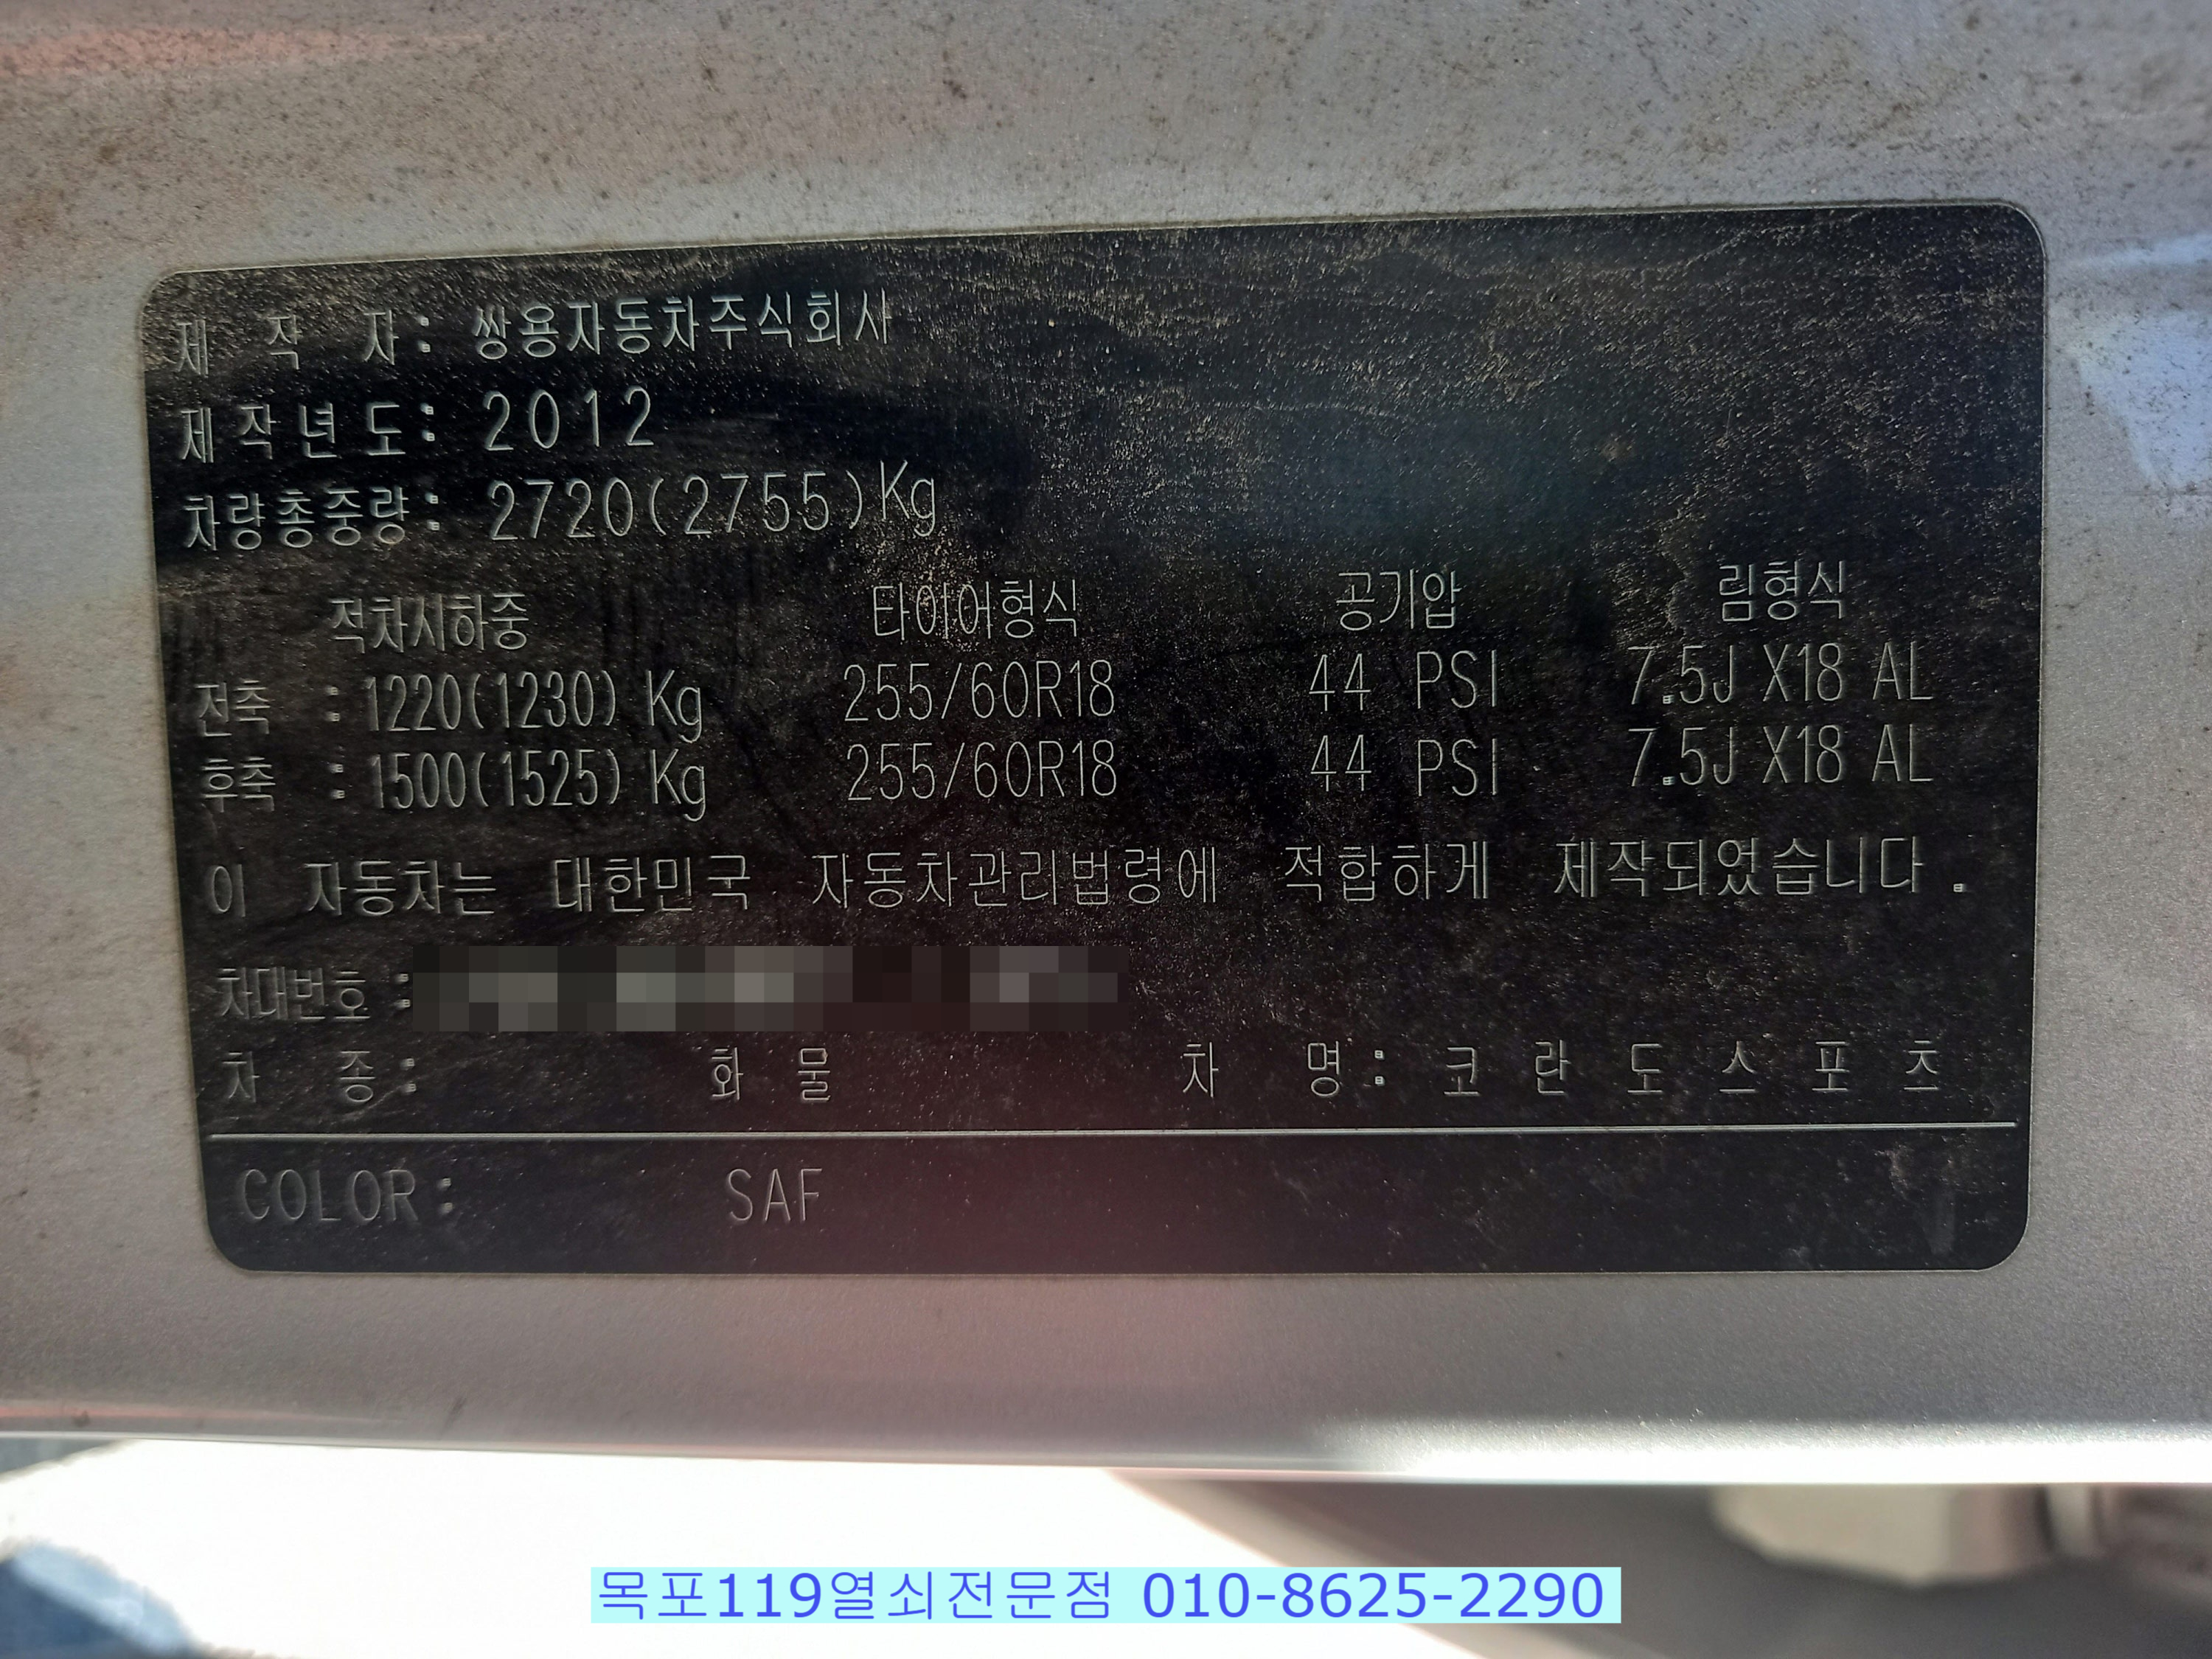 제 작 자: 쌍용자동차주식회사
제작년도: 2012
차량총중량: 2720(2755)Kg
적차시하중 타이어형식 공기압 림형식
전축 : 1220(1230) Kg 255/60R18 44 PSI 7.5J X18 AL
후축 : 1500(1525) Kg 255/60R18 44 PSI 7.5J X18 AL
이 자동차는 대한민국 자동차관리법령에 적합하게 제작되었습니다.
차대번호 :
차 종: 화 물 차 명: 코 란 도 스 포 츠
COLOR: SAF
목포119열쇠전문점 010-8625-2290